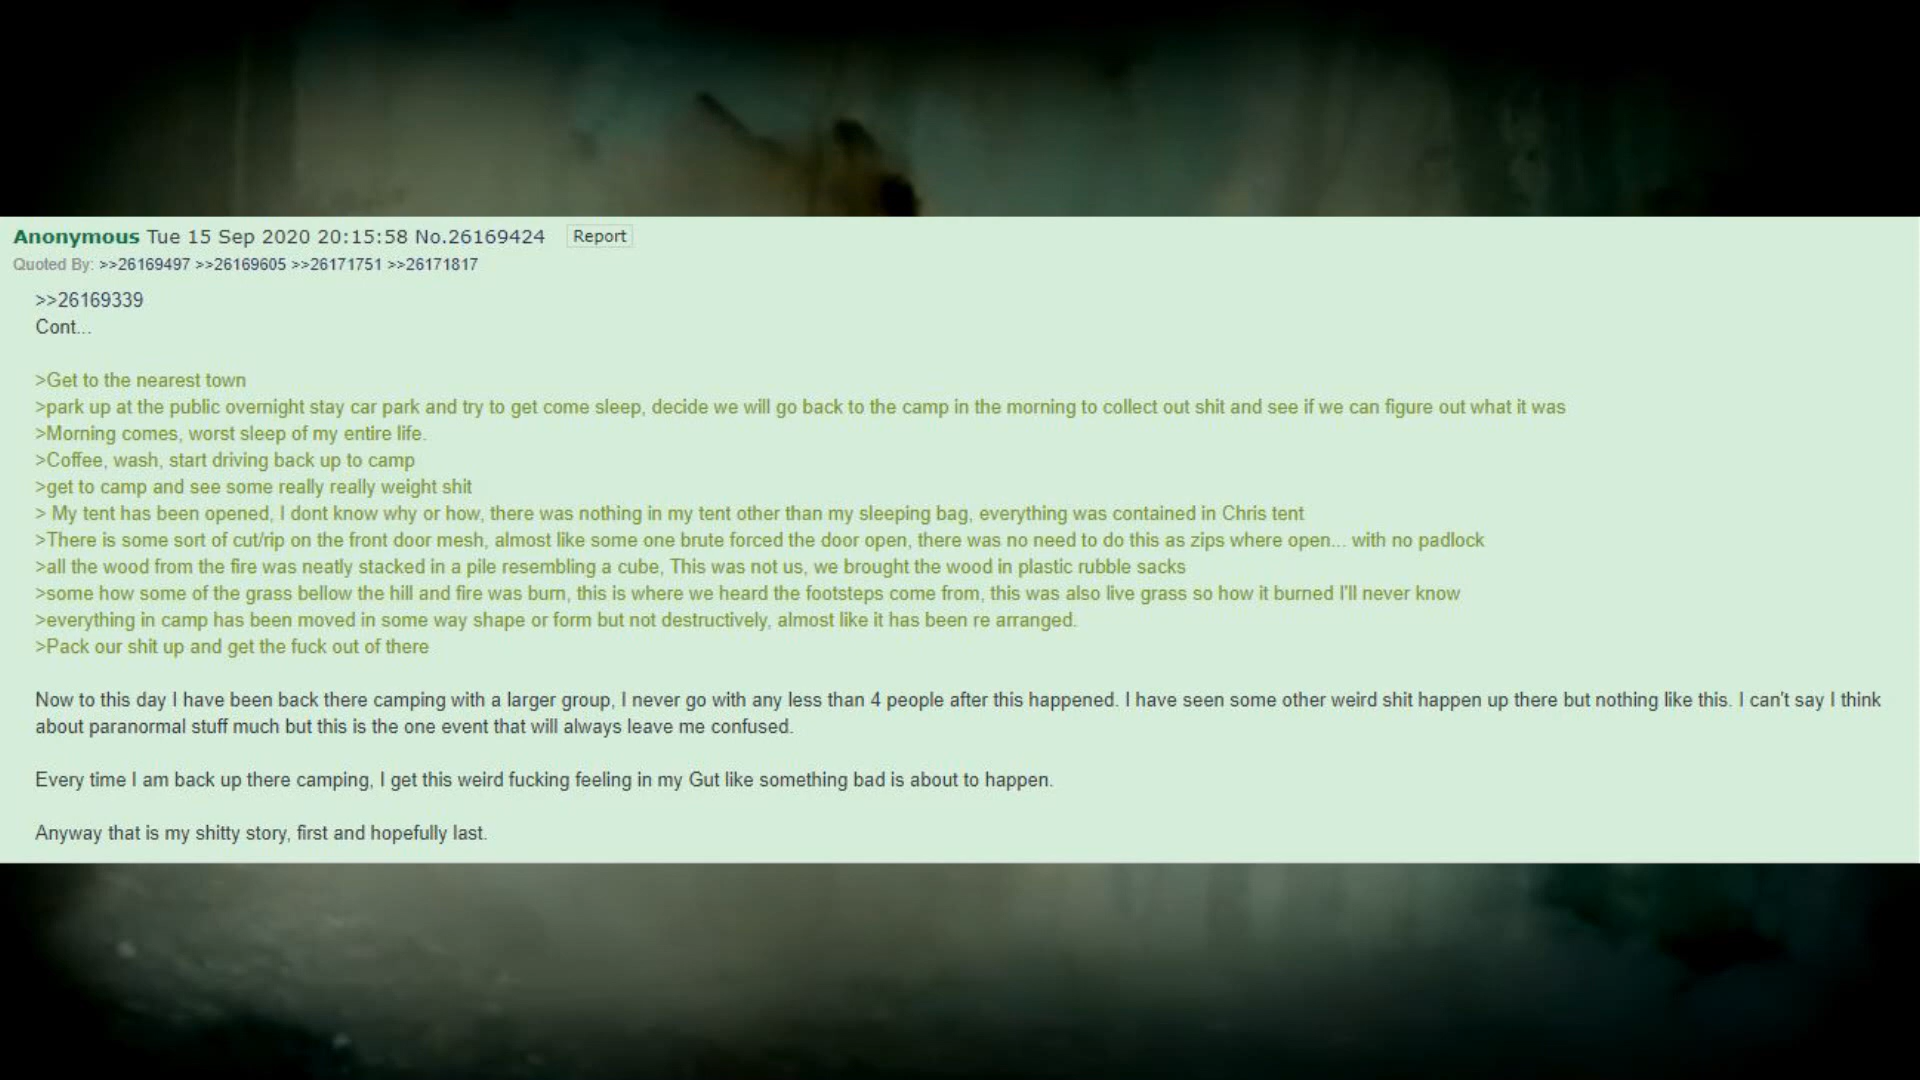 Anonymous Tue 15 Sep 2020 20:15:58 No.26169424 Report
Quoted By: >>26169497 >>26169605 >>26171751 >>26171817
>>26169339
Cont...
>Get to the nearest town
>park up at the public overnight stay car park and try to get come sleep, decide we will go back to the camp in the morning to collect out shit and see if we can figure out what it was
>Morning comes, worst sleep of my entire life.
>Coffee, wash, start driving back up to camp
>get to camp and see some really really weight shit
> My tent has been opened, I dont know why or how, there was nothing in my tent other than my sleeping bag, everything was contained in Chris tent
>There is some sort of cut/rip on the front door mesh, almost like some one brute forced the door open, there was no need to do this as zips where open... with no padlock
>all the wood from the fire was neatly stacked in a pile resembling a cube, This was not us, we brought the wood in plastic rubble sacks
>some how some of the grass bellow the hill and fire was burn, this is where we heard the footsteps come from, this was also live grass so how it burned I'll never know
>everything in camp has been moved in some way shape or form but not destructively, almost like it has been re arranged.
>Pack our shit up and get the fuck out of there
Now to this day I have been back there camping with a larger group, I never go with any less than 4 people after this happened. I have seen some other weird shit happen up there but nothing like this. I can't say I think
about paranormal stuff much but this is the one event that will always leave me confused.
Every time I am back up there camping, I get this weird fucking feeling in my Gut like something bad is about to happen.
Anyway that is my shitty story, first and hopefully last.